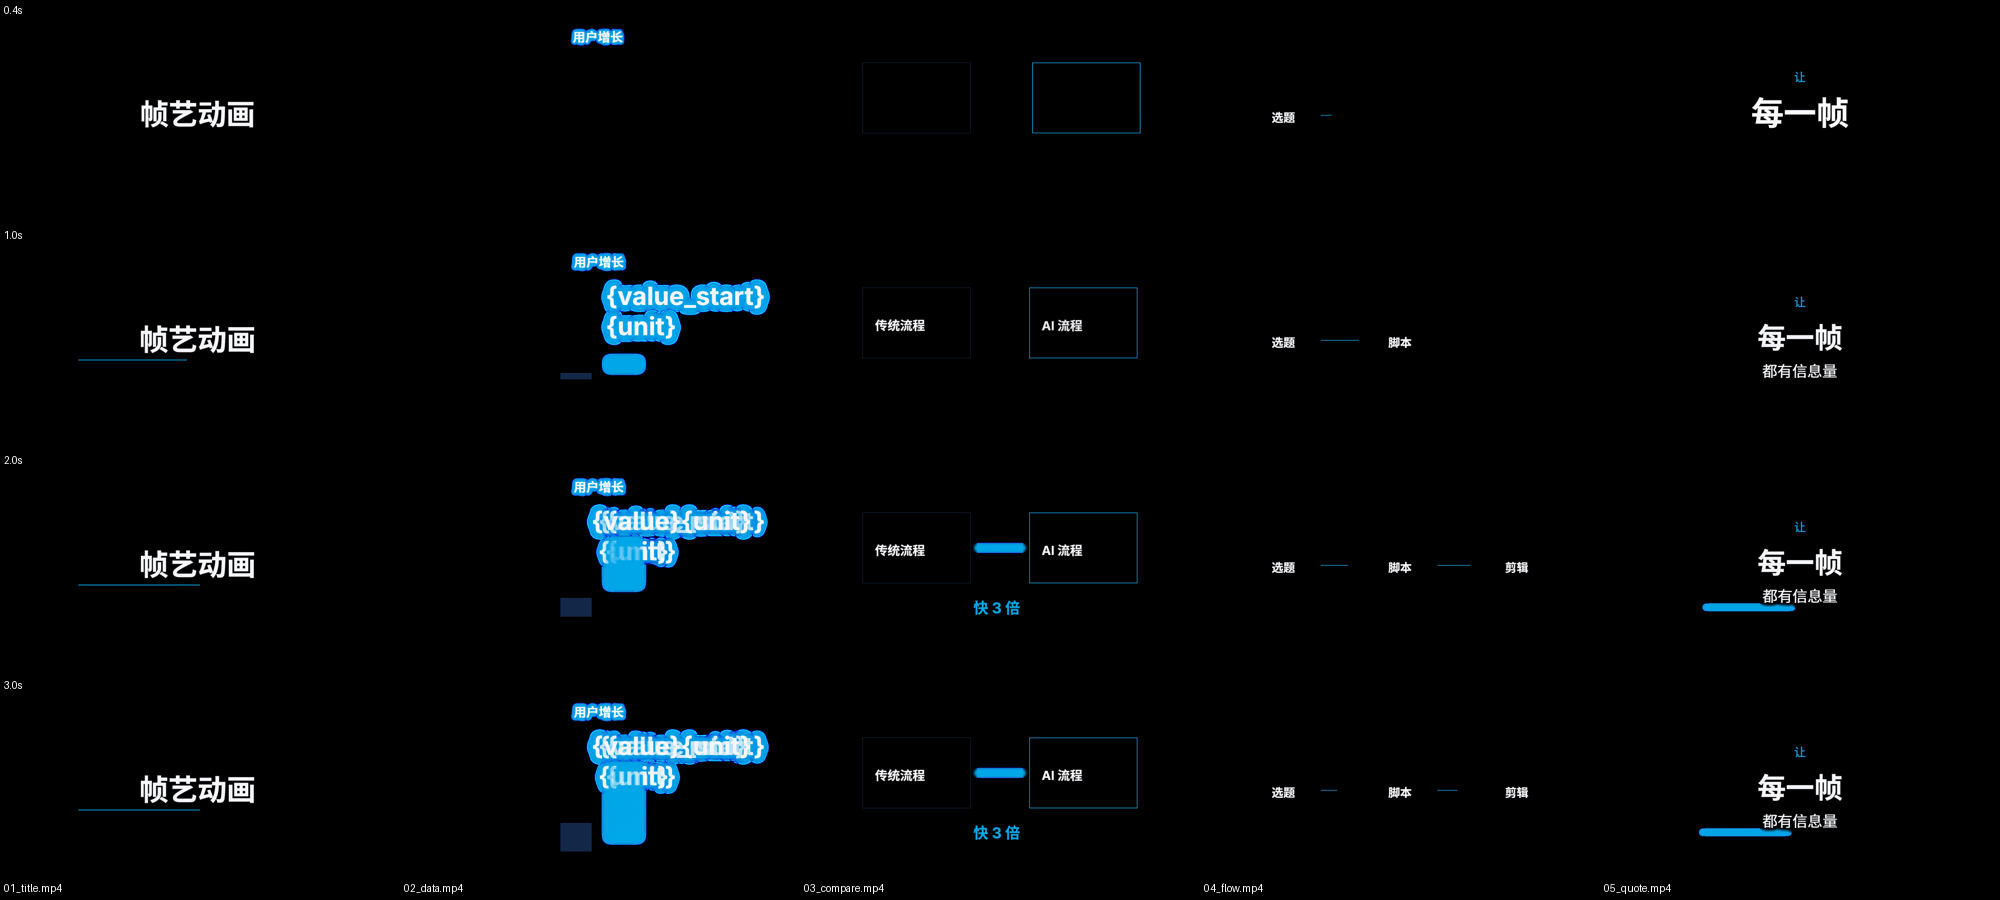 0.4s
用户增长
让
帧艺动画
选题
每一帧
1.0s
用户增长
{value_start}
让
{unit}
帧艺动画
传统流程
AI 流程
选题
脚本
每一帧
都有信息量
2.0s
用户增长
{value}{unit}
让
{unit}
帧艺动画
传统流程
AI 流程
选题
脚本
剪辑
每一帧
都有信息量
快 3 倍
3.0s
用户增长
{value}{unit}
让
{unit}
帧艺动画
传统流程
AI 流程
选题
脚本
剪辑
每一帧
都有信息量
快 3 倍
01_title.mp4
02_data.mp4
03_compare.mp4
04_flow.mp4
05_quote.mp4